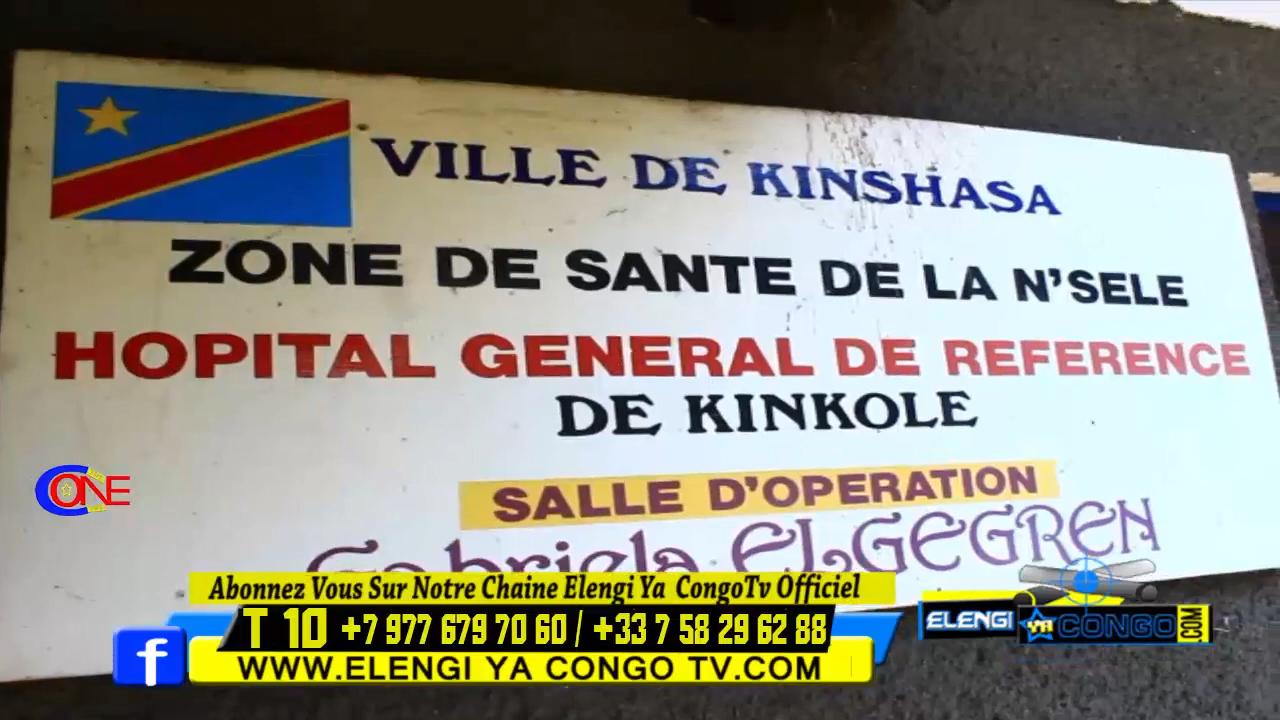 VILLE DE KINSHASA
ZONE DE SANTE DE LA N'SELE
HOPITAL GENERAL DE REFERENCE
DE KINKOLE
SALLE D'OPERATION
Gabriela ELGEGREN
CONE
Abonnez Vous Sur Notre Chaine Elengi Ya CongoTv Officiel
T 10 +7 977 679 70 60 / +33 7 58 29 62 88
WWW.ELENGI YA CONGO TV.COM
f
ELENGI YA CONGO .COM